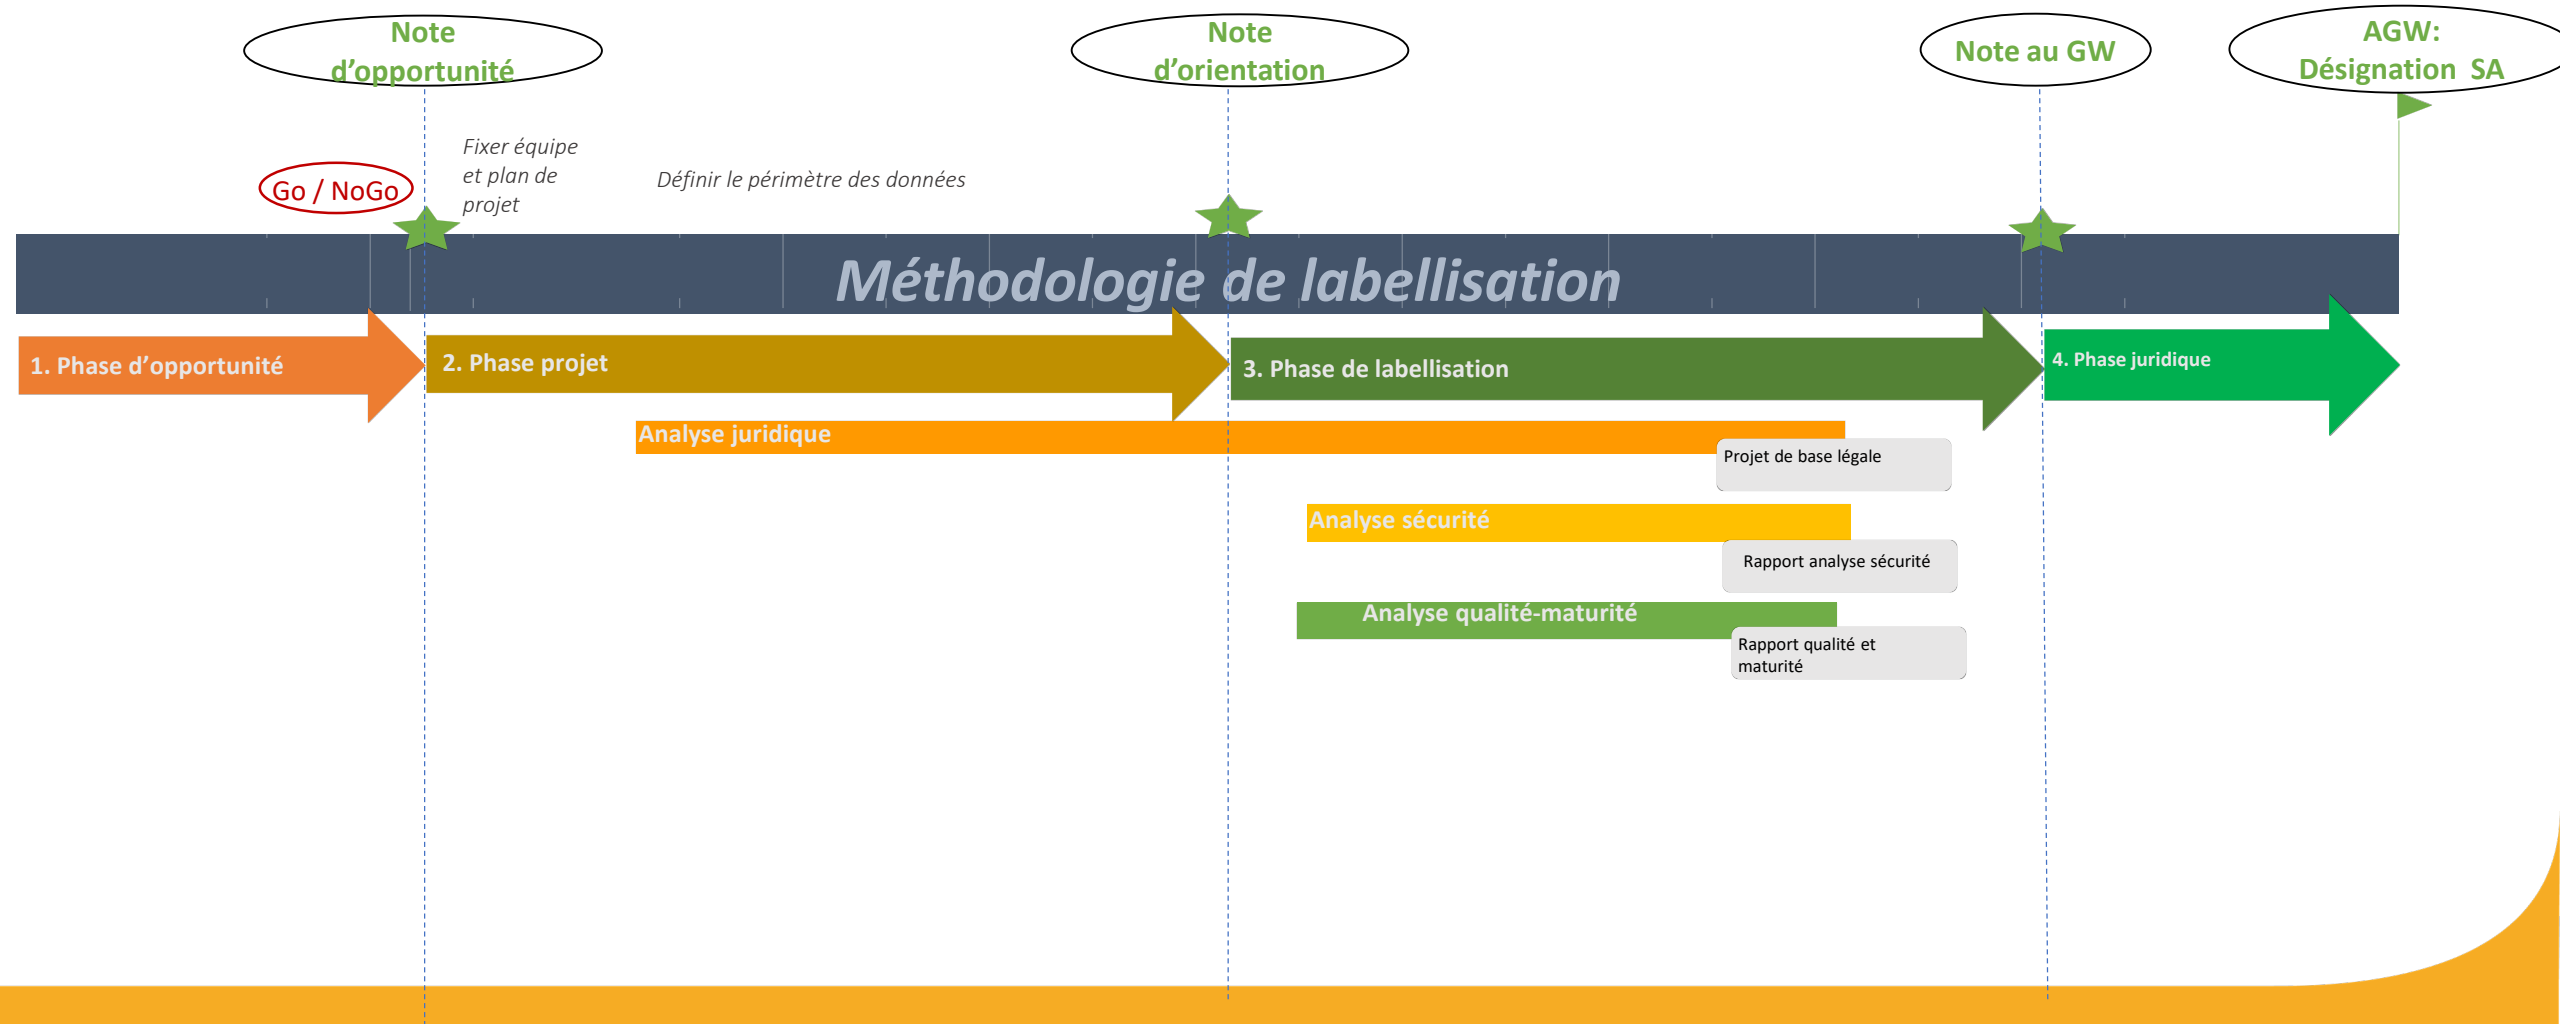 Note
d’opportunité
Note
d’orientation
Note au GW
AGW:
Désignation SA
Go / NoGo
Fixer équipe
et plan de
projet
Définir le périmètre des données
Méthodologie de labellisation
1. Phase d’opportunité
2. Phase projet
3. Phase de labellisation
4. Phase juridique
Analyse juridique
Projet de base légale
Analyse sécurité
Rapport analyse sécurité
Analyse qualité-maturité
Rapport qualité et
maturité